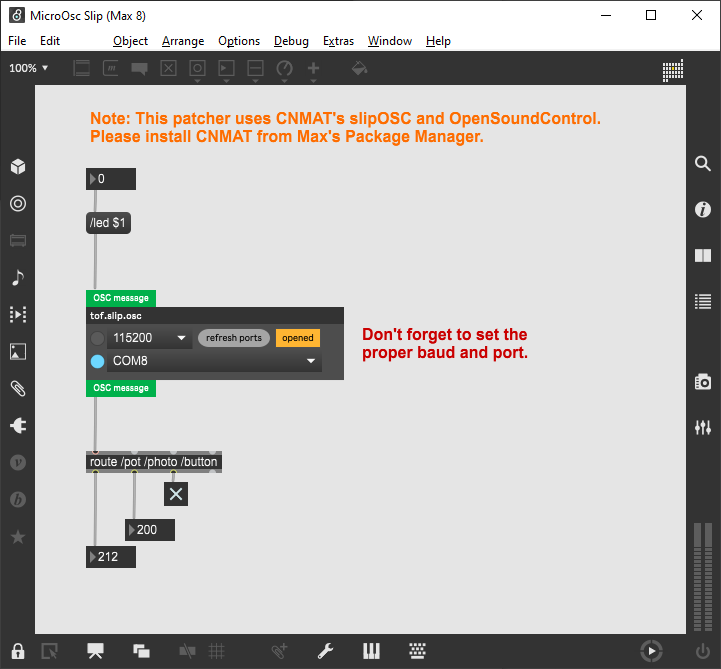 MicroOsc Slip (Max 8)
File Edit Object Arrange Options Debug Extras Window Help
100%
Note: This patcher uses CNMAT's slipOSC and OpenSoundControl.
Please install CNMAT from Max's Package Manager.
0
/led $1
OSC message
tof.slip.osc
115200 refresh ports opened
COM8
OSC message
Don't forget to set the
proper baud and port.
route /pot /photo /button
200
212